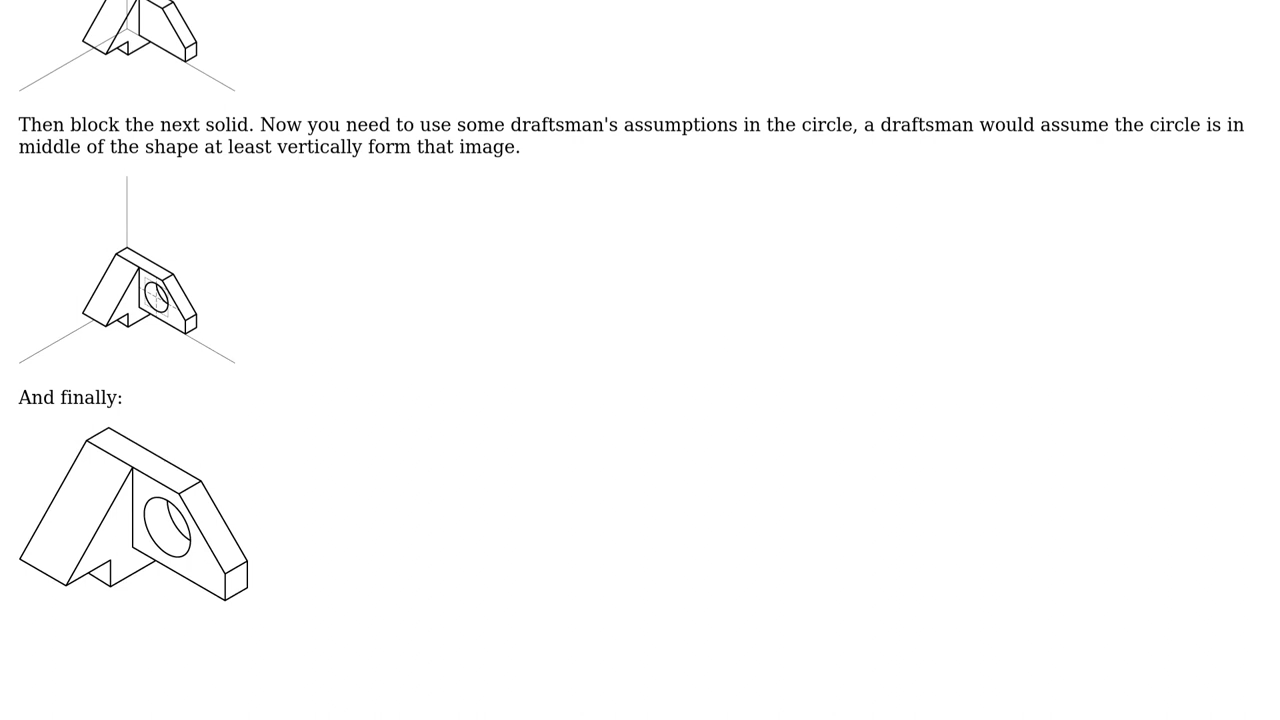 Then block the next solid. Now you need to use some draftsman's assumptions in the circle, a draftsman would assume the circle is in
middle of the shape at least vertically form that image.
And finally: